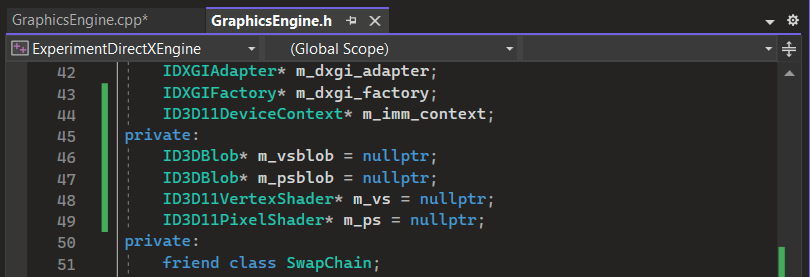 GraphicsEngine.cpp*
GraphicsEngine.h
ExperimentDirectXEngine
(Global Scope)
42 IDXGIAdapter* m_dxgi_adapter;
43 IDXGIFactory* m_dxgi_factory;
44 ID3D11DeviceContext* m_imm_context;
45 private:
46 ID3DBlob* m_vsblob = nullptr;
47 ID3DBlob* m_psblob = nullptr;
48 ID3D11VertexShader* m_vs = nullptr;
49 ID3D11PixelShader* m_ps = nullptr;
50 private:
51 friend class SwapChain;